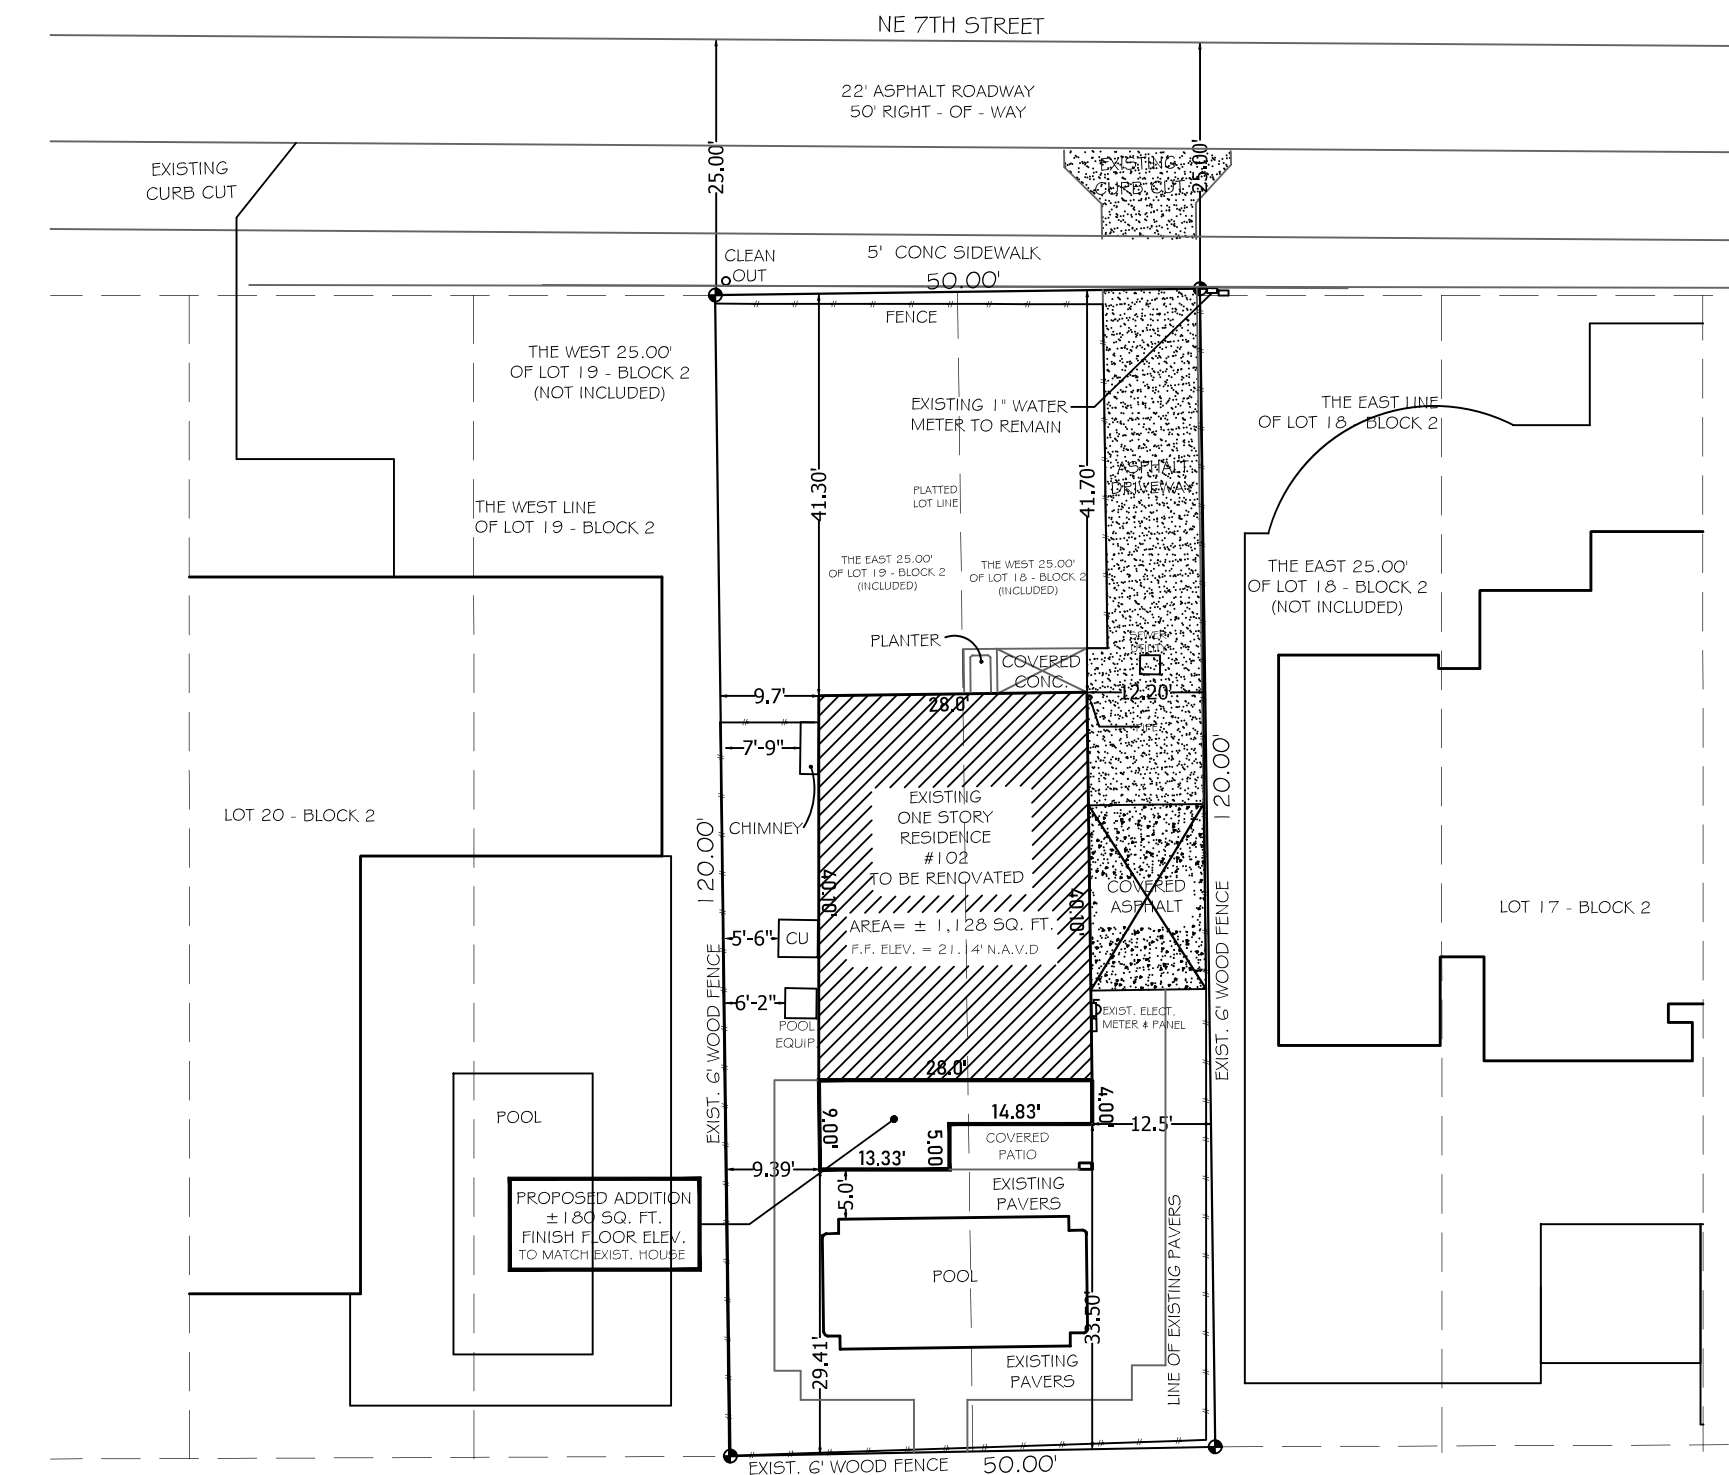 NE 7TH STREET
22' ASPHALT ROADWAY
50' RIGHT - OF - WAY
EXISTING
CURB CUT
25.00'
EXISTING
CURB CUT
25.00'
CLEAN
OUT
5' CONC SIDEWALK
50.00'
FENCE
THE WEST 25.00'
OF LOT 19 - BLOCK 2
(NOT INCLUDED)
EXISTING 1" WATER
METER TO REMAIN
THE EAST LINE
OF LOT 18 - BLOCK 2
ASPHALT
DRIVEWAY
41.30'
PLATTED
LOT LINE
41.70'
THE WEST LINE
OF LOT 19 - BLOCK 2
THE EAST 25.00'
OF LOT 19 - BLOCK 2
(INCLUDED)
THE WEST 25.00'
OF LOT 18 - BLOCK 2
(INCLUDED)
THE EAST 25.00'
OF LOT 18 - BLOCK 2
(NOT INCLUDED)
PLANTER
COVERED
CONC.
SEWER
9.7'
28.0'
12.20'
7'-9"
CHIMNEY
EXISTING
ONE STORY
RESIDENCE
#102
TO BE RENOVATED
AREA= ± 1,128 SQ. FT.
F.F. ELEV. = 21.14' N.A.V.D
LOT 20 - BLOCK 2
120.00'
40.10'
40.10'
120.00'
COVERED
ASPHALT
LOT 17 - BLOCK 2
5'-6"
CU
6'-2"
POOL
EQUIP.
EXIST. ELECT.
METER & PANEL
EXIST. 6' WOOD FENCE
EXIST. 6' WOOD FENCE
28.0'
9.00'
14.83'
4.00'
12.5'
5.00'
13.33'
COVERED
PATIO
9.39'
POOL
PROPOSED ADDITION
±180 SQ. FT.
FINISH FLOOR ELEV.
TO MATCH EXIST. HOUSE
5.0'
EXISTING
PAVERS
POOL
LINE OF EXISTING PAVERS
33.50'
29.41'
EXISTING
PAVERS
EXIST. 6' WOOD FENCE
50.00'